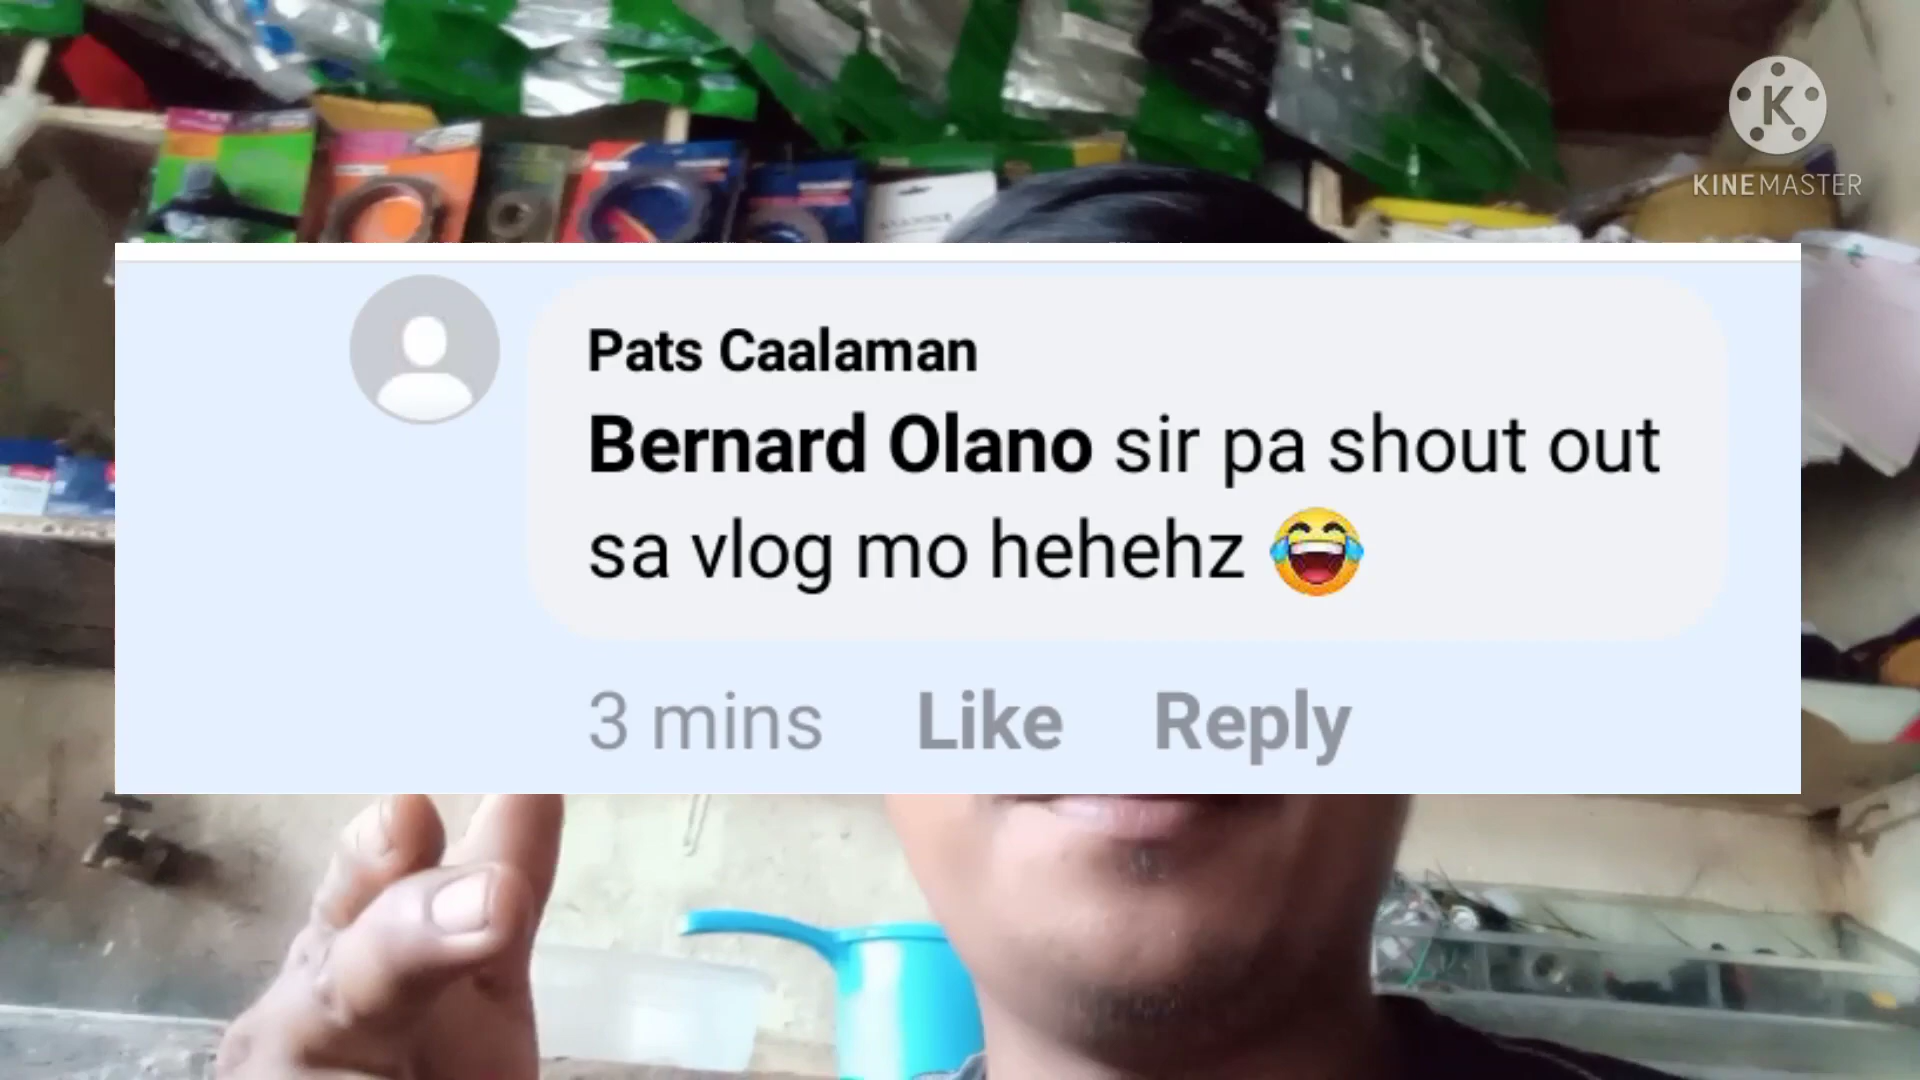 KINEMASTER
Pats Caalaman
Bernard Olano sir pa shout out
sa vlog mo hehehz 😂
3 mins Like Reply